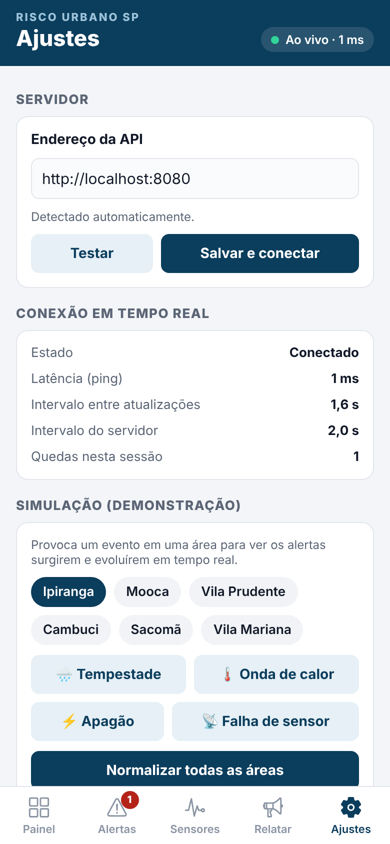 RISCO URBANO SP
Ajustes
Ao vivo · 1 ms
SERVIDOR
Endereço da API
http://localhost:8080
Detectado automaticamente.
Testar
Salvar e conectar
CONEXÃO EM TEMPO REAL
Estado Conectado
Latência (ping) 1 ms
Intervalo entre atualizações 1,6 s
Intervalo do servidor 2,0 s
Quedas nesta sessão 1
SIMULAÇÃO (DEMONSTRAÇÃO)
Provoca um evento em uma área para ver os alertas
surgirem e evoluírem em tempo real.
Ipiranga Mooca Vila Prudente
Cambuci Sacomã Vila Mariana
🌧️ Tempestade 🌡️ Onda de calor
⚡ Apagão 📡 Falha de sensor
Normalizar todas as áreas
1
Painel Alertas Sensores Relatar Ajustes